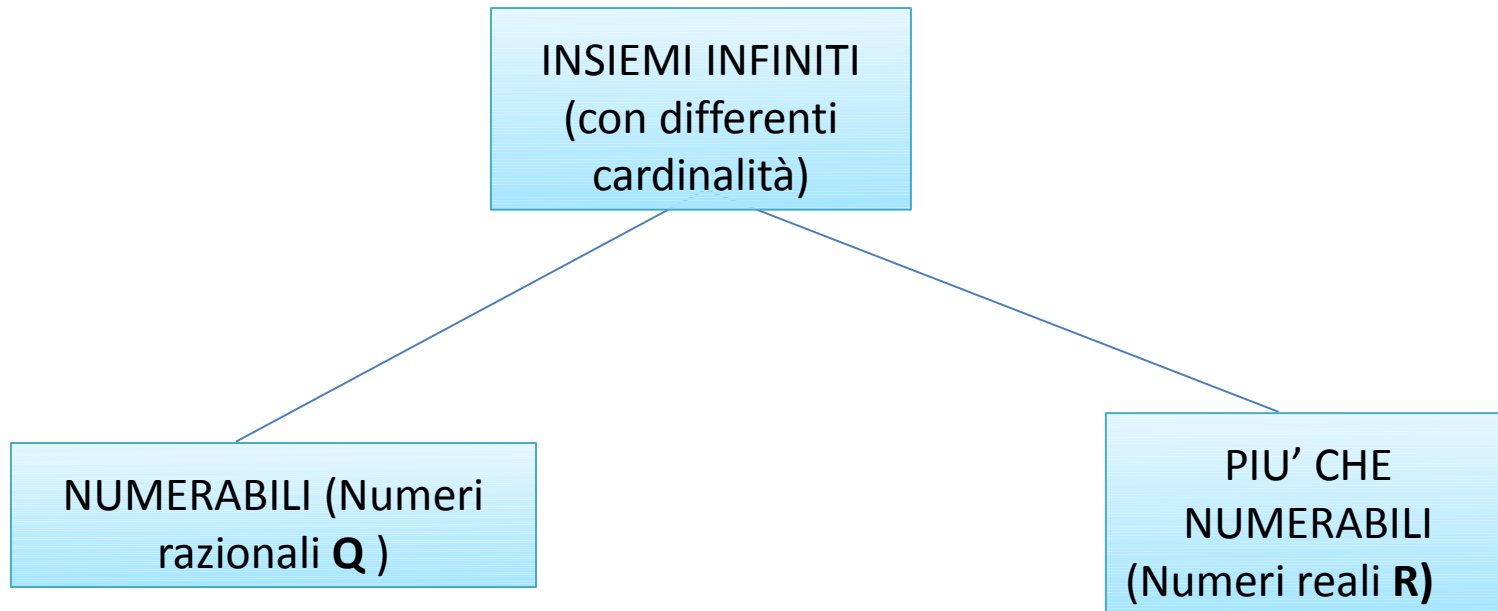 INSIEMI INFINITI
(con differenti
cardinalità)
NUMERABILI (Numeri
razionali Q )
PIU’ CHE
NUMERABILI
(Numeri reali R)